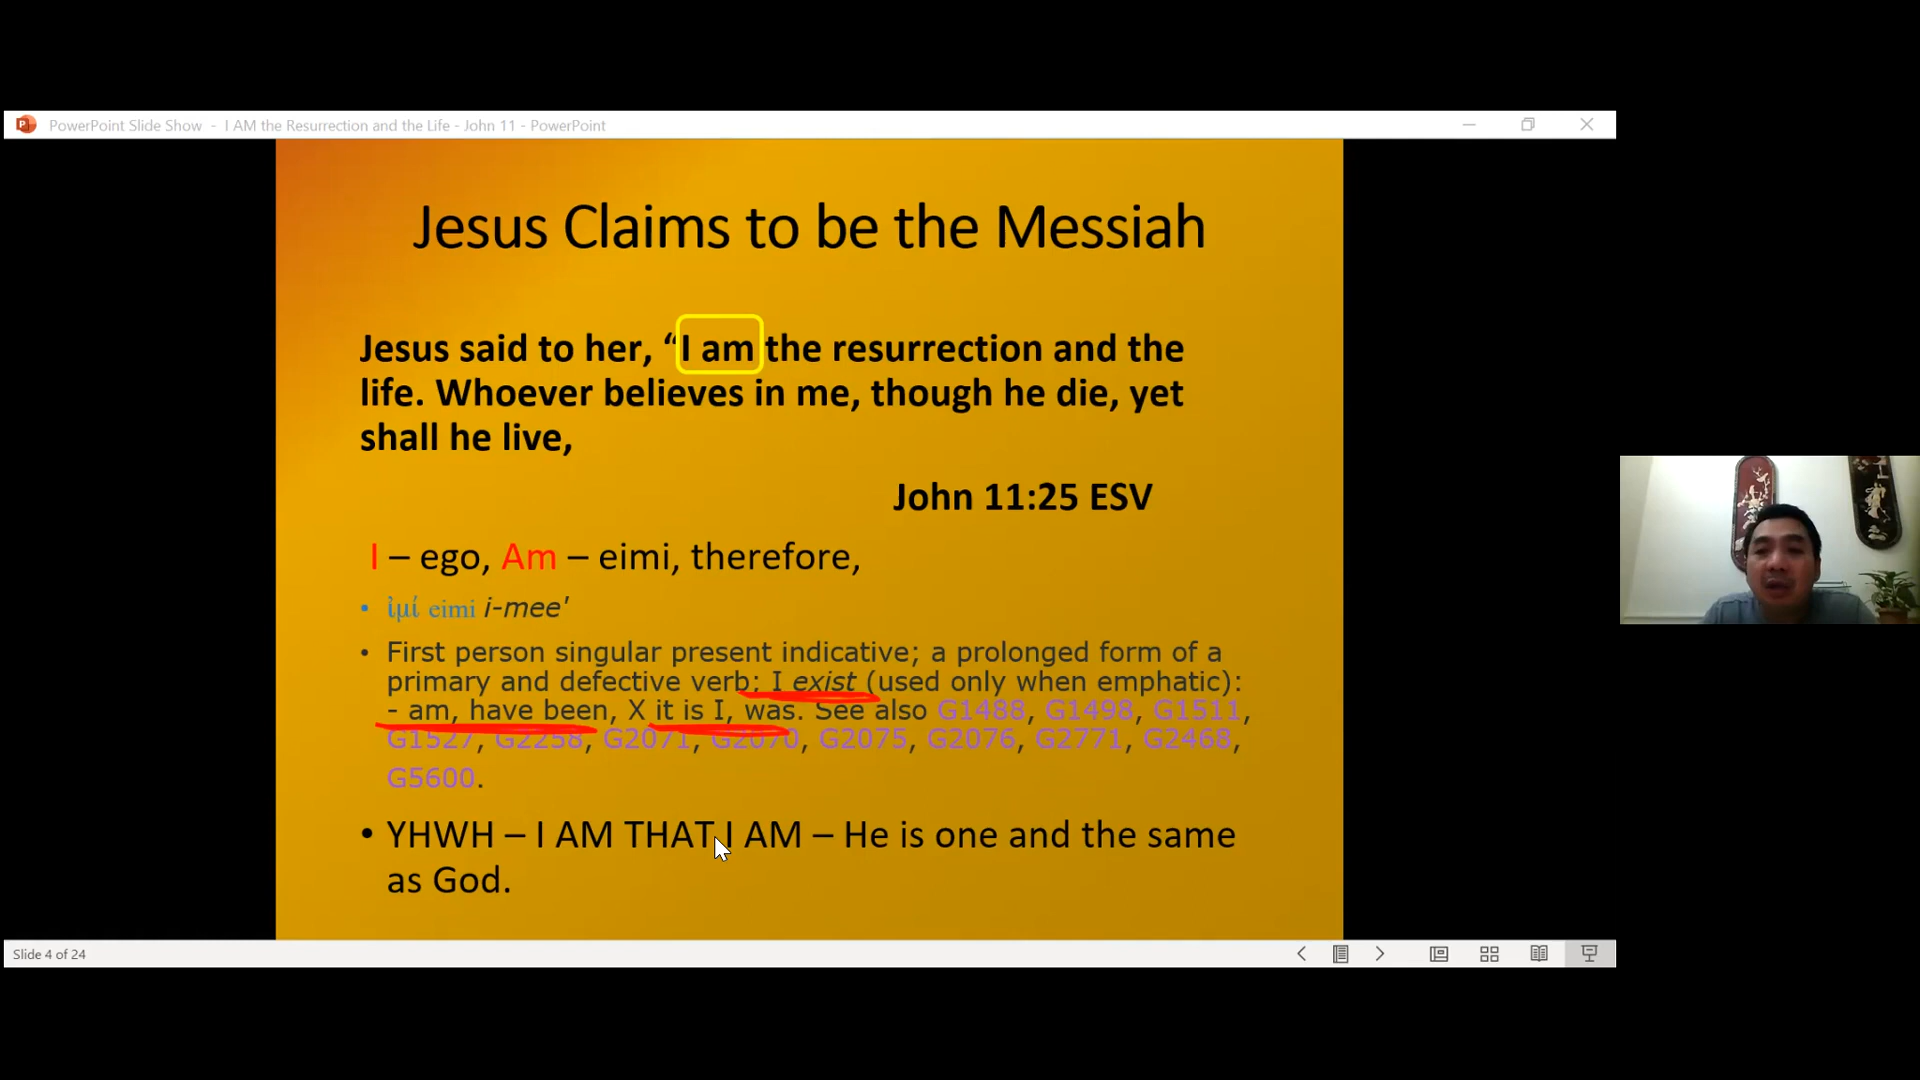 PowerPoint Slide Show - I AM the Resurrection and the Life - John 11 - PowerPoint
Jesus Claims to be the Messiah
Jesus said to her, “I am the resurrection and the
life. Whoever believes in me, though he die, yet
shall he live,
John 11:25 ESV
I – ego, Am – eimi, therefore,
• ἰμί eimi i-mee'
• First person singular present indicative; a prolonged form of a
primary and defective verb; I exist (used only when emphatic):
- am, have been, X it is I, was. See also G1488, G1498, G1511,
G1527, G2258, G2071, G2070, G2075, G2076, G2771, G2468,
G5600.
• YHWH – I AM THAT I AM – He is one and the same
as God.
Slide 4 of 24